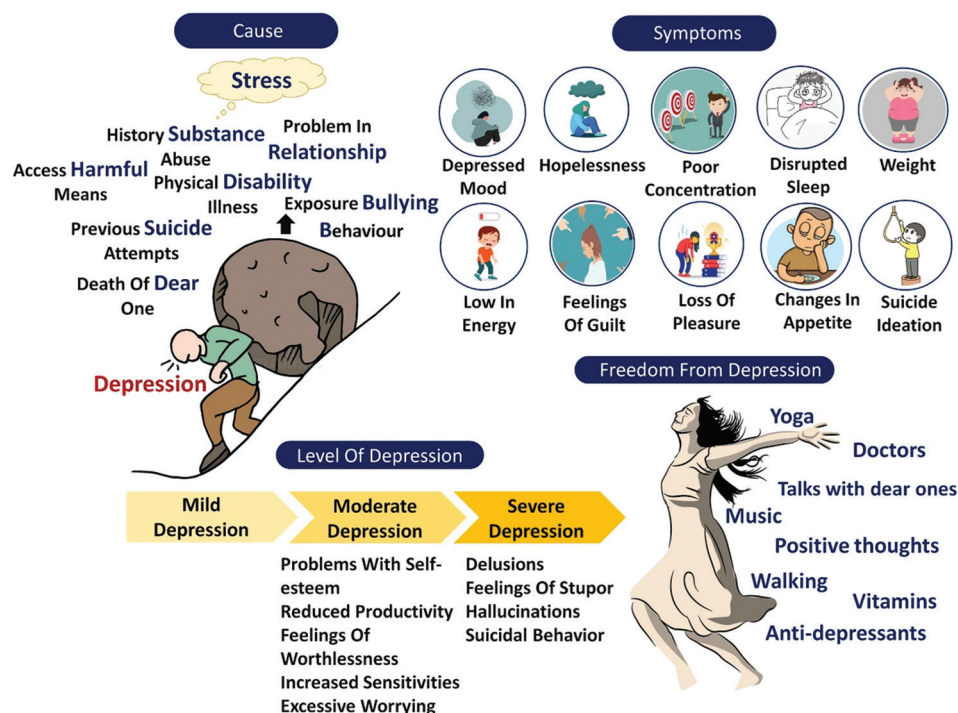 Cause
Stress
History Substance
Abuse
Problem In
Relationship
Access Harmful
Means
Physical Disability
Illness
Exposure Bullying
Behaviour
Previous Suicide
Attempts
Death Of Dear
One
Depression
Symptoms
Depressed
Mood
Hopelessness
Poor
Concentration
Disrupted
Sleep
Weight
Low In
Energy
Feelings
Of Guilt
Loss Of
Pleasure
Changes In
Appetite
Suicide
Ideation
Level Of Depression
Mild
Depression
Moderate
Depression
Severe
Depression
Problems With Self-
esteem
Reduced Productivity
Feelings Of
Worthlessness
Increased Sensitivities
Excessive Worrying
Delusions
Feelings Of Stupor
Hallucinations
Suicidal Behavior
Freedom From Depression
Yoga
Doctors
Talks with dear ones
Music
Positive thoughts
Walking
Vitamins
Anti-depressants